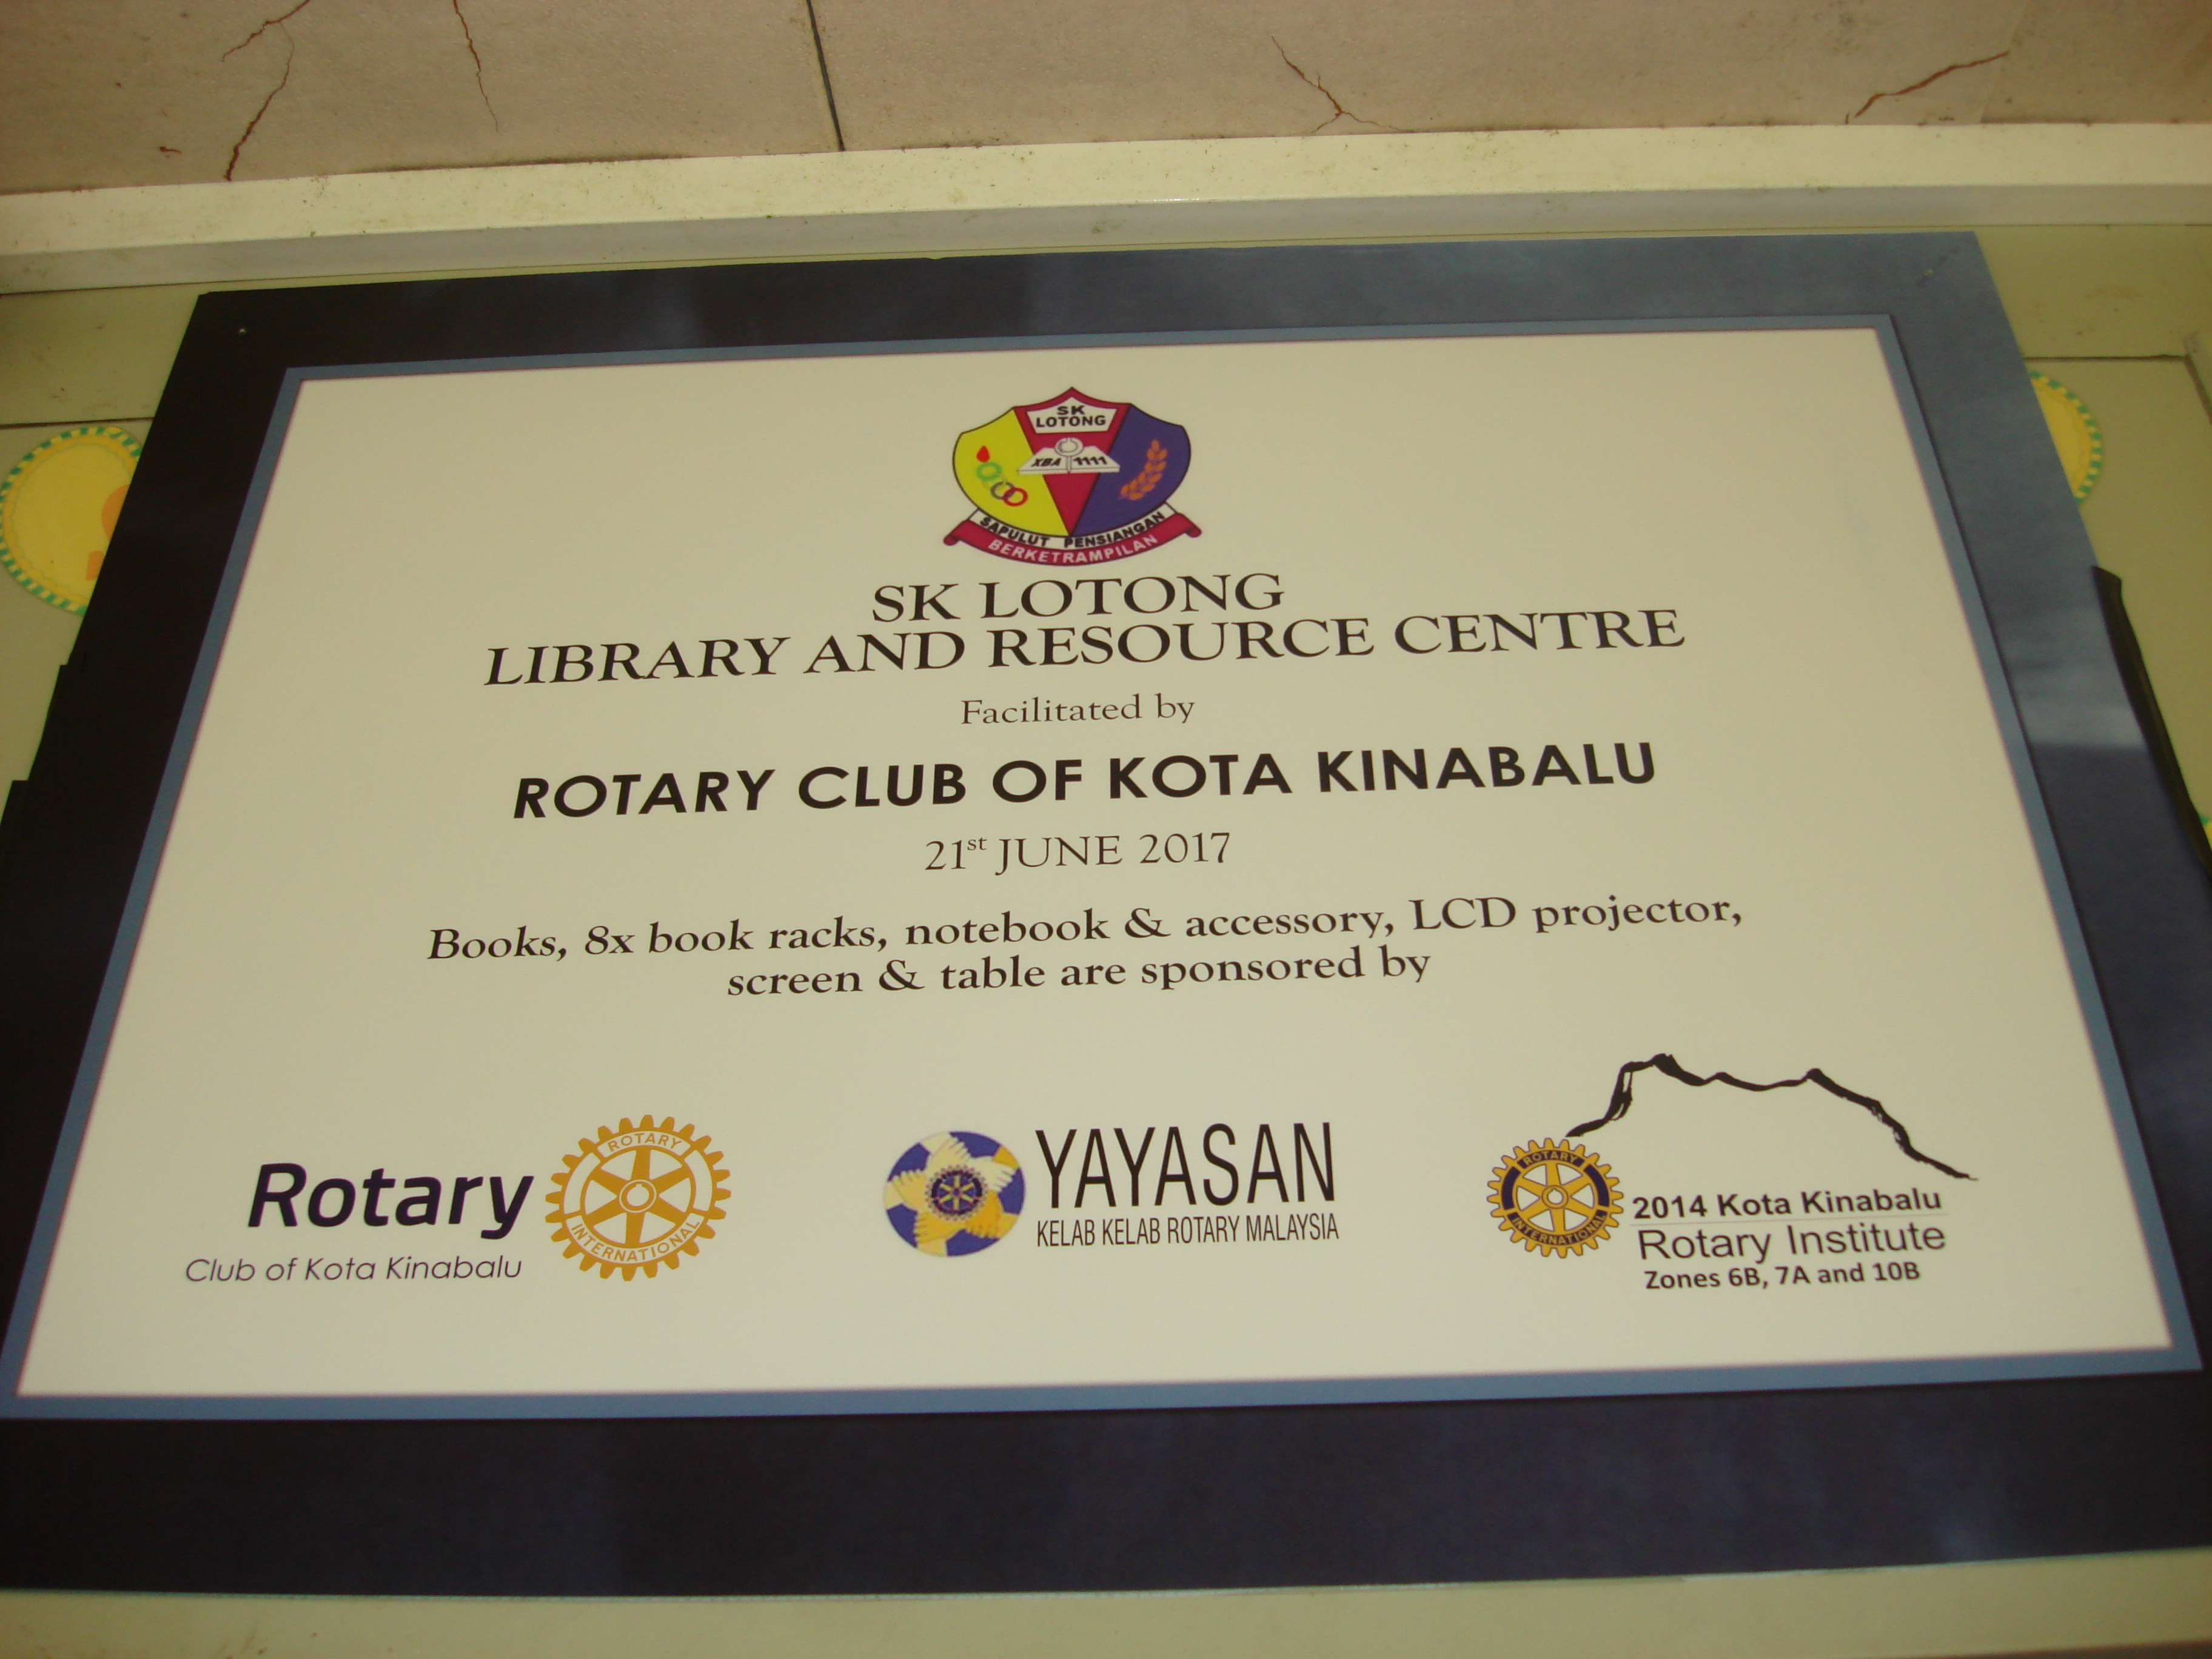 SK
LOTONG
XBA 1111
SAPULUT PENSIANGAN
BERKETRAMPILAN
SK LOTONG
LIBRARY AND RESOURCE CENTRE
Facilitated by
ROTARY CLUB OF KOTA KINABALU
21st JUNE 2017
Books, 8x book racks, notebook & accessory, LCD projector,
screen & table are sponsored by
Rotary
Club of Kota Kinabalu
ROTARY
INTERNATIONAL
YAYASAN
KELAB KELAB ROTARY MALAYSIA
ROTARY
INTERNATIONAL
2014 Kota Kinabalu
Rotary Institute
Zones 6B, 7A and 10B